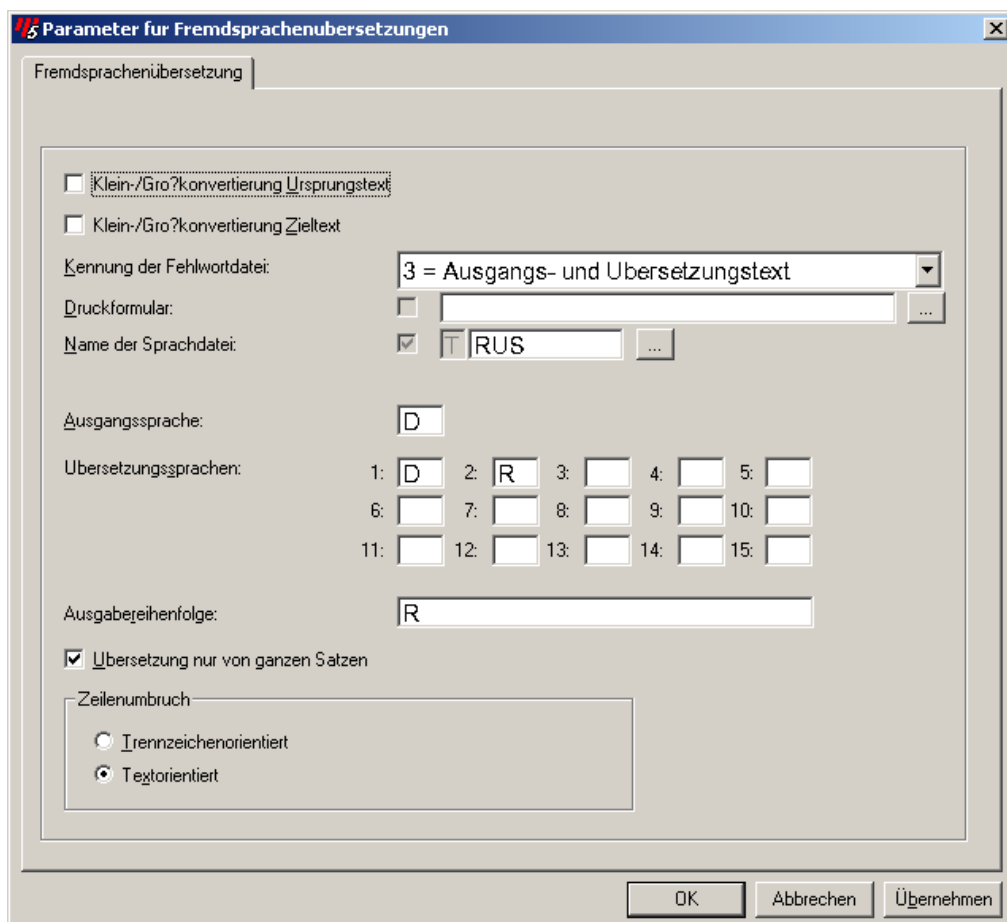 Parameter fur Fremdsprachenubersetzungen
Fremdsprachenübersetzung
Klein-/Gro?konvertierung Ursprungstext
Klein-/Gro?konvertierung Zieltext
Kennung der Fehlwortdatei: 3 = Ausgangs- und Ubersetzungstext
Druckformular: ...
Name der Sprachdatei: T RUS ...
Ausgangssprache: D
Ubersetzungssprachen: 1: D 2: R 3: 4: 5:
6: 7: 8: 9: 10:
11: 12: 13: 14: 15:
Ausgabereihenfolge: R
Ubersetzung nur von ganzen Satzen
Zeilenumbruch
Trennzeichenorientiert
Textorientiert
OK Abbrechen Übernehmen